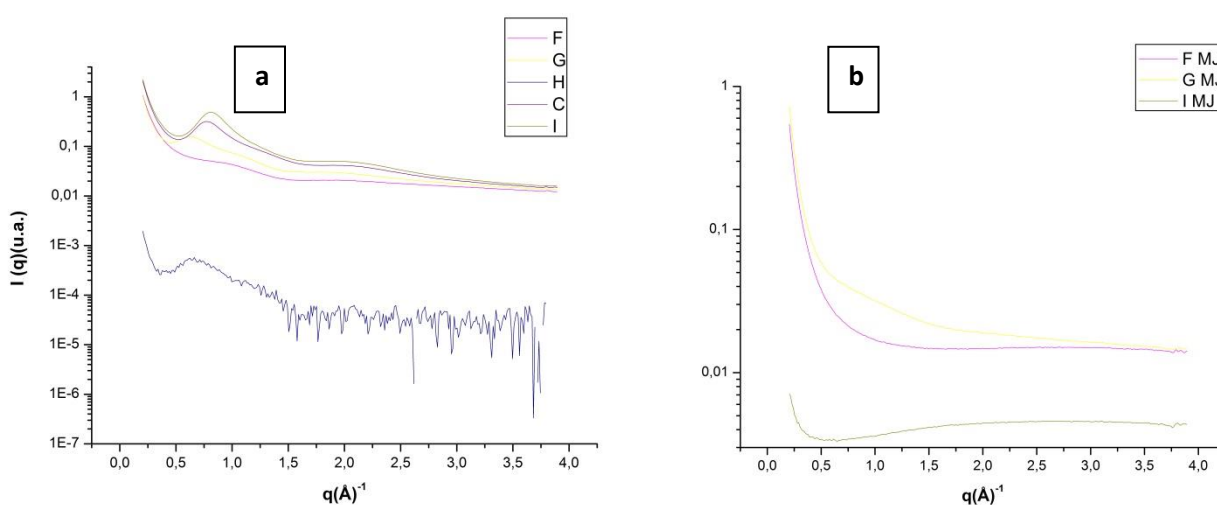 a
F
G
H
C
I
I (q)(u.a.)
1
0,1
0,01
1E-3
1E-4
1E-5
1E-6
1E-7
0,0 0,5 1,0 1,5 2,0 2,5 3,0 3,5 4,0
q(Å)-1
b
F MJ
G MJ
I MJ
1
0,1
0,01
0,0 0,5 1,0 1,5 2,0 2,5 3,0 3,5 4,0
q(Å)-1